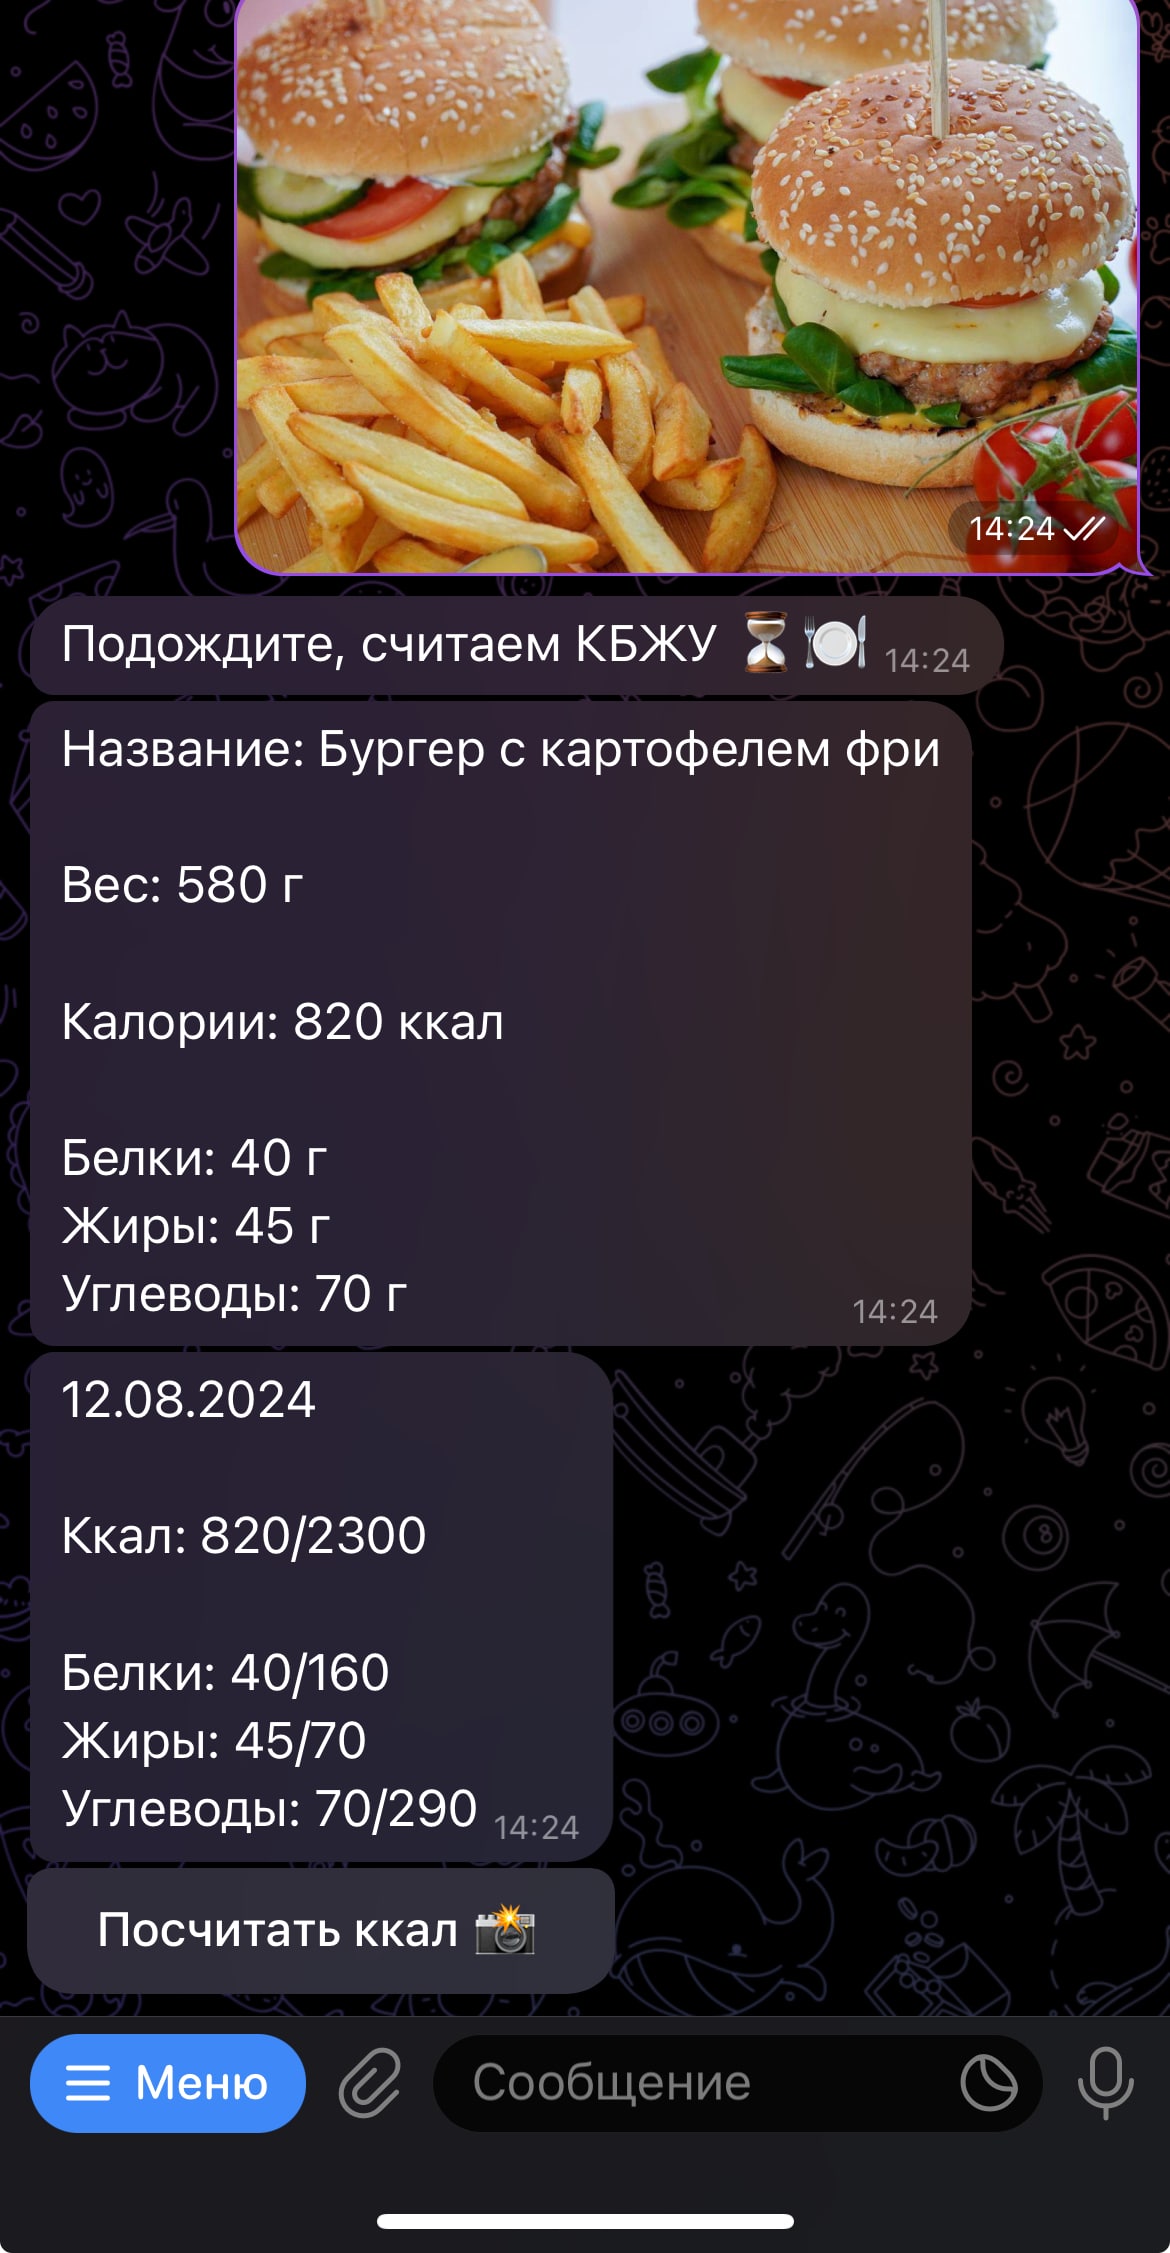 14:24
Подождите, считаем КБЖУ ⏳🍽
14:24
Название: Бургер с картофелем фри
Вес: 580 г
Калории: 820 ккал
Белки: 40 г
Жиры: 45 г
Углеводы: 70 г
14:24
12.08.2024
Ккал: 820/2300
Белки: 40/160
Жиры: 45/70
Углеводы: 70/290
14:24
Посчитать ккал 📸
Меню
Сообщение